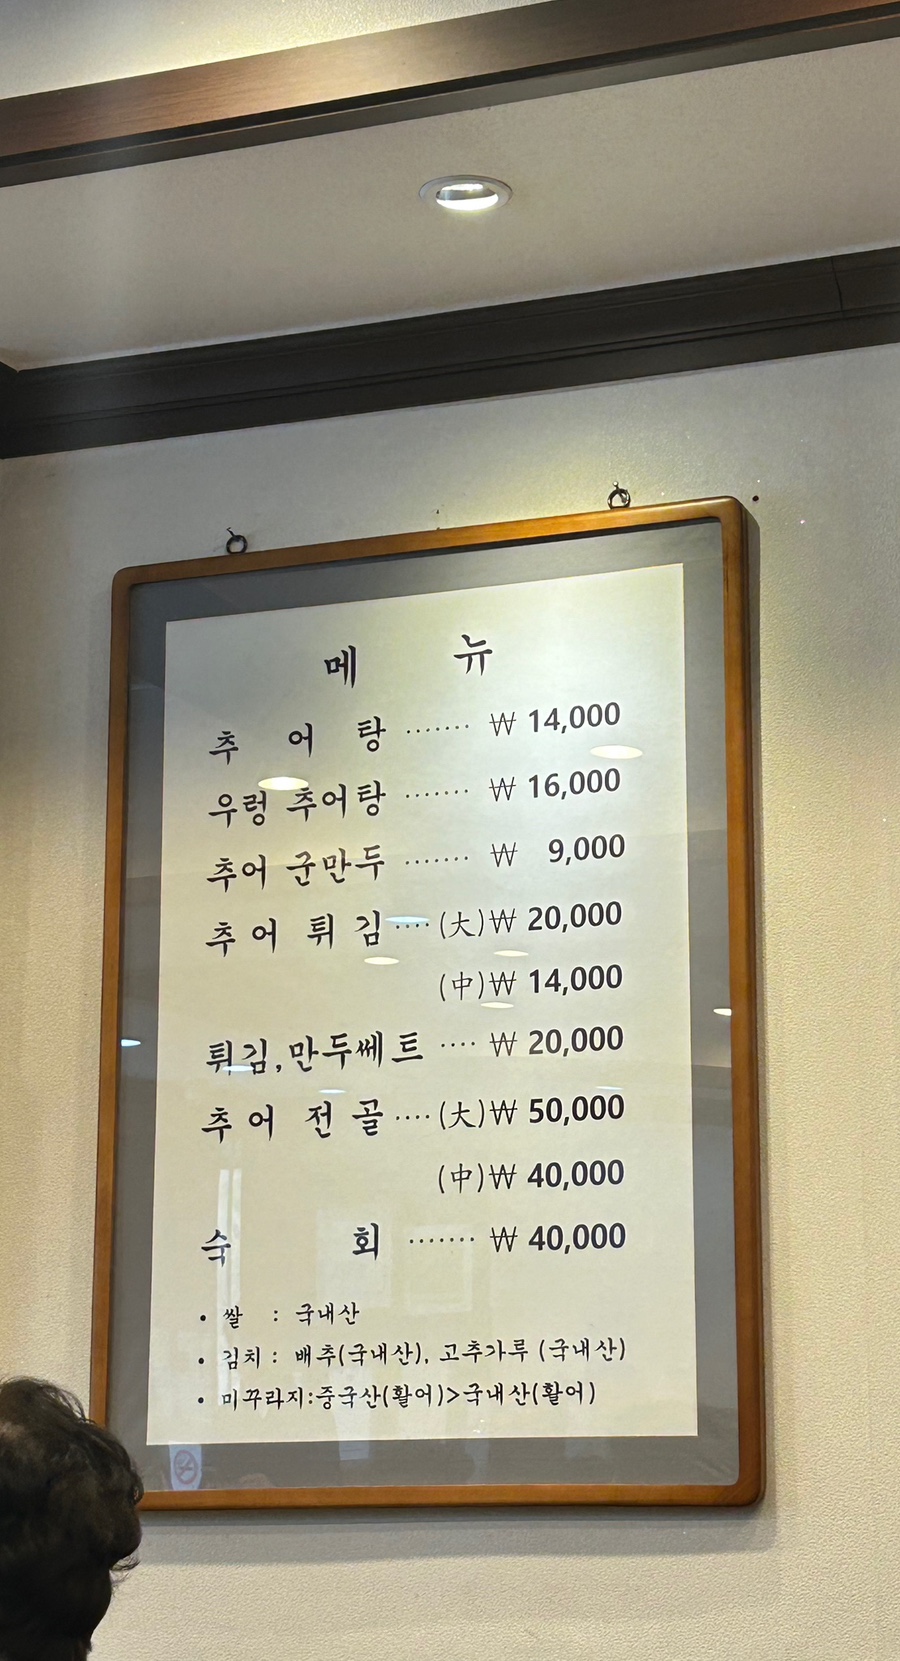 메 뉴
추 어 탕 ······· ₩ 14,000
우렁 추어탕 ······· ₩ 16,000
추어 군만두 ······· ₩ 9,000
추 어 튀 김 ···· (大)₩ 20,000
(中)₩ 14,000
튀김,만두쎄트 ···· ₩ 20,000
추 어 전 골 ···· (大)₩ 50,000
(中)₩ 40,000
숙 회 ······· ₩ 40,000
• 쌀 : 국내산
• 김치 : 배추(국내산), 고추가루 (국내산)
• 미꾸라지:중국산(활어)>국내산(활어)